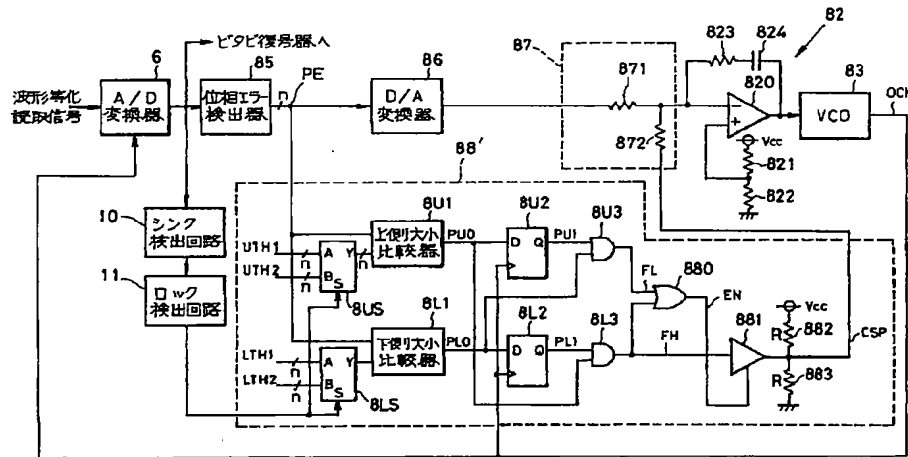 ビタビ復号器へ
82
823
824
87
6
85
PE
86
871
820
83
OCK
波形等化
読取信号
A/D
変換器
位相エラー
検出器
n
D/A
変換器
872
−
+
VCO
Vcc
821
822
88'
10
シンク
検出回路
8U1
上側大小
比較器
PU0
8U2
D
Q
PU1
8U3
UTH1
n
UTH2
n
A
Y
B
S
n
8US
FL
880
EN
11
ロック
検出回路
8L1
下側大小
比較器
PL0
8L2
D
Q
PL1
8L3
FH
881
Vcc
R
882
CSP
R
883
LTH1
n
LTH2
n
A
Y
B
S
8LS